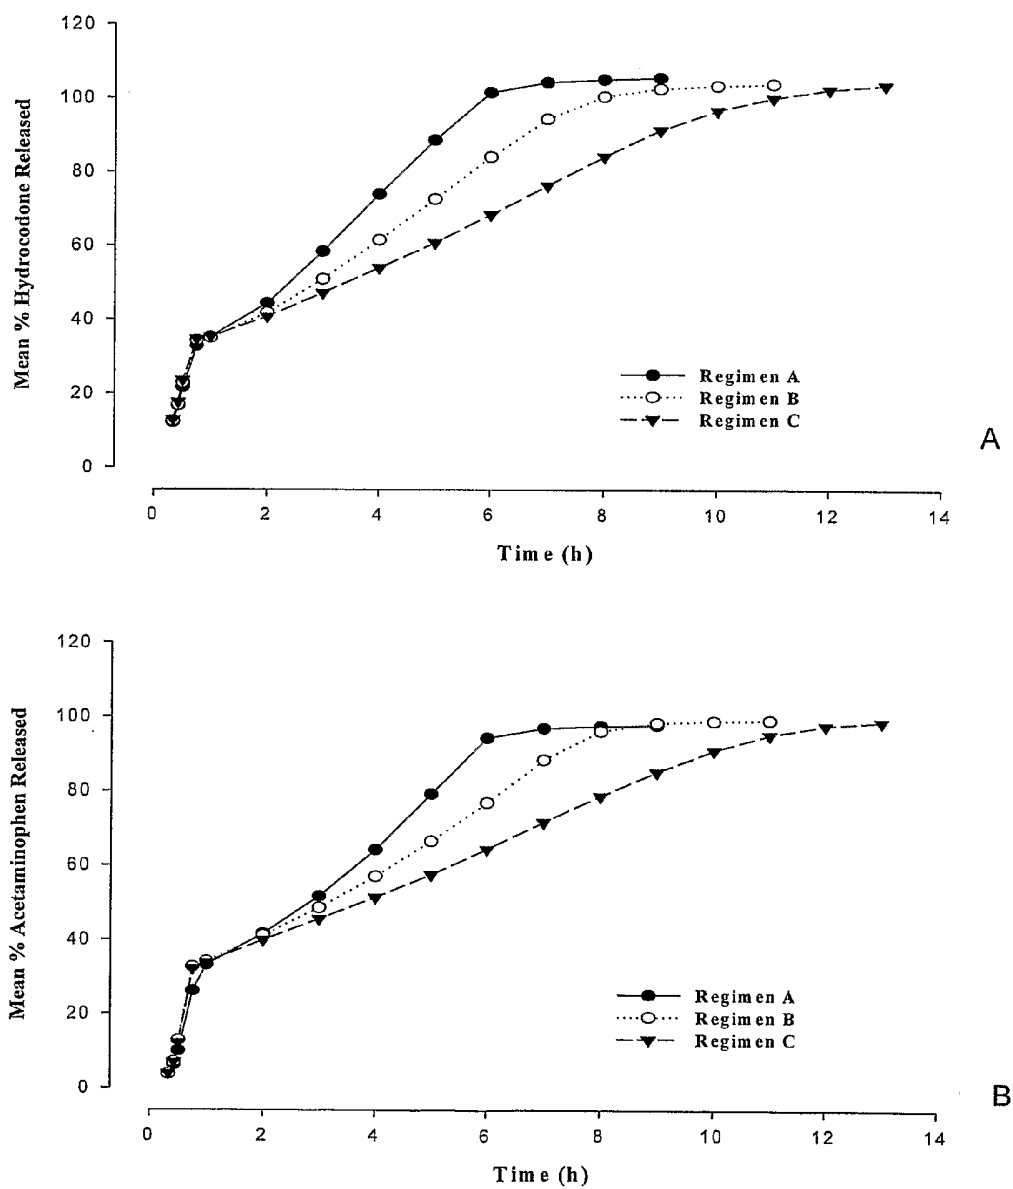 120
100
80
60
40
20
0
Mean % Hydrocodone Released
Regimen A
Regimen B
Regimen C
A
0 2 4 6 8 10 12 14
Time (h)
120
100
80
60
40
20
0
Mean % Acetaminophen Released
Regimen A
Regimen B
Regimen C
B
0 2 4 6 8 10 12 14
Time (h)